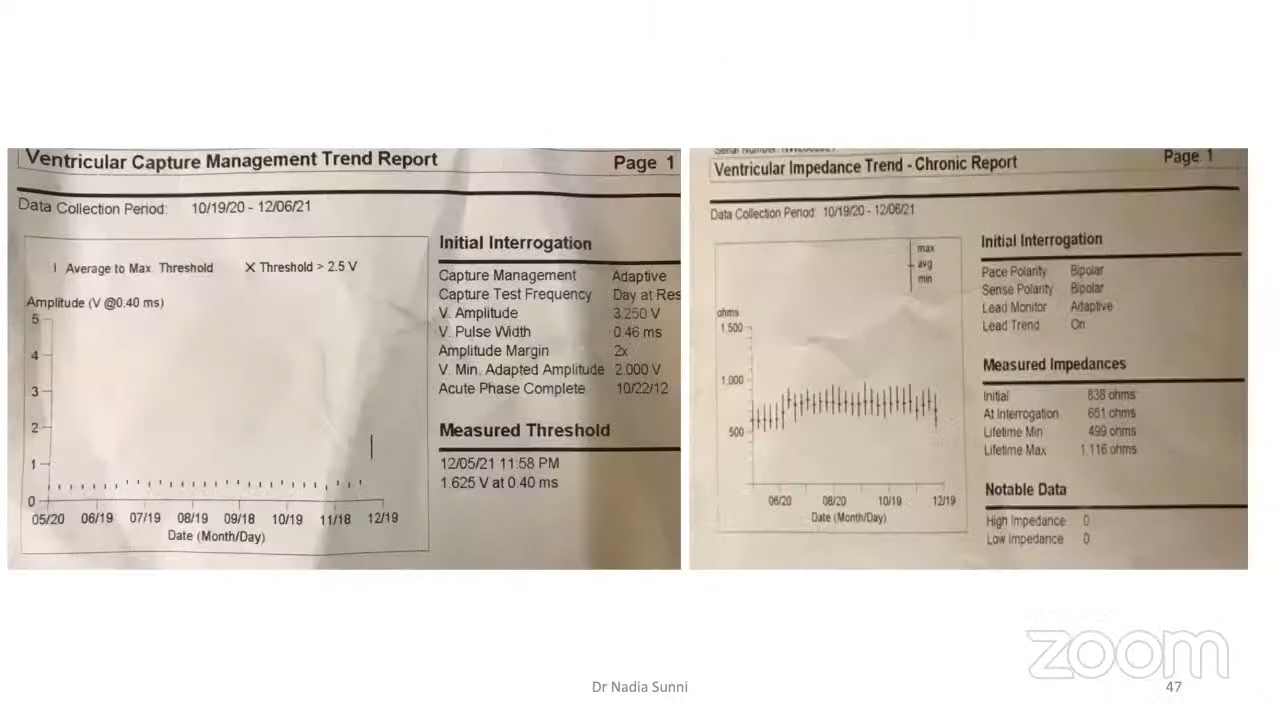 Ventricular Capture Management Trend Report Page 1
Data Collection Period: 10/19/20 - 12/06/21
I Average to Max. Threshold X Threshold > 2.5 V
Amplitude (V @0.40 ms)
5
4
3
2
1
0
05/20 06/19 07/19 08/19 09/18 10/19 11/18 12/19
Date (Month/Day)
Initial Interrogation
Capture Management Adaptive
Capture Test Frequency Day at Res
V. Amplitude 3.250 V
V. Pulse Width 0.46 ms
Amplitude Margin 2x
V. Min. Adapted Amplitude 2.000 V
Acute Phase Complete 10/22/12
Measured Threshold
12/05/21 11:58 PM
1.625 V at 0.40 ms
Serial Number:
Ventricular Impedance Trend - Chronic Report Page 1
Data Collection Period: 10/19/20 - 12/06/21
max
avg
min
ohms
1,500
1,000
500
06/20 08/20 10/19 12/19
Date (Month/Day)
Initial Interrogation
Pace Polarity Bipolar
Sense Polarity Bipolar
Lead Monitor Adaptive
Lead Trend On
Measured Impedances
Initial 838 ohms
At Interrogation 651 ohms
Lifetime Min 499 ohms
Lifetime Max 1,116 ohms
Notable Data
High Impedance 0
Low Impedance 0
zoom
Dr Nadia Sunni
47